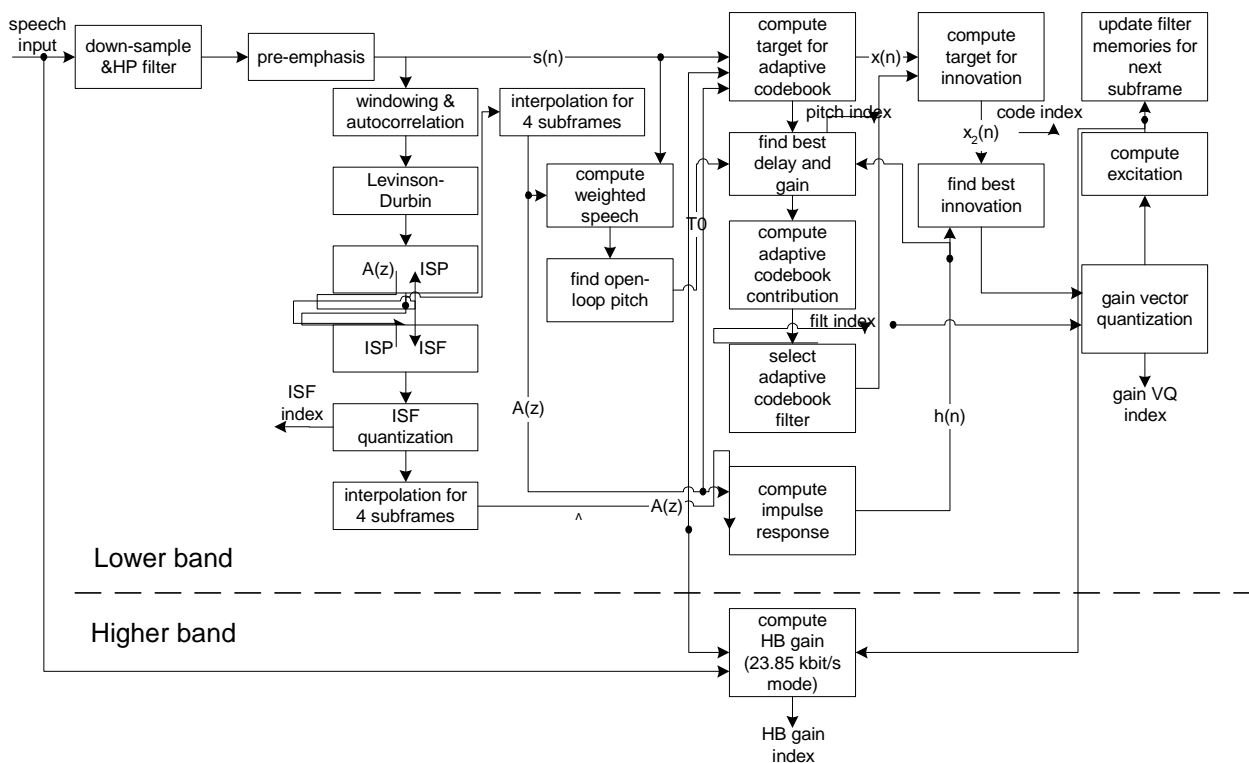 speech
input
down-sample
&HP filter
pre-emphasis
s(n)
compute
target for
adaptive
codebook
x(n)
compute
target for
innovation
update filter
memories for
next
subframe
windowing &
autocorrelation
interpolation for
4 subframes
pitch index
code index
x2(n)
Levinson-
Durbin
compute
weighted
speech
find best
delay and
gain
find best
innovation
compute
excitation
T0
A(z)
ISP
find open-
loop pitch
compute
adaptive
codebook
contribution
gain vector
quantization
filt index
ISP
ISF
select
adaptive
codebook
filter
ISF
index
ISF
quantization
A(z)
h(n)
gain VQ
index
interpolation for
4 subframes
^
A(z)
compute
impulse
response
Lower band
Higher band
compute
HB gain
(23.85 kbit/s
mode)
HB gain
index